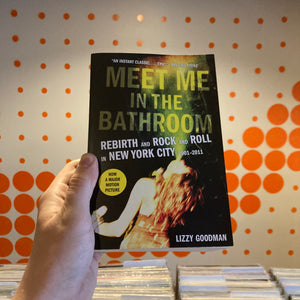 "AN INSTANT CLASSIC
MEET ME
IN THE
BATHROOM
REBIRTH AND ROCK AND ROLL
IN NEW YORK CITY 2001–2011
NOW A
MAJOR
MOTION
PICTURE
LIZZY GOODMAN